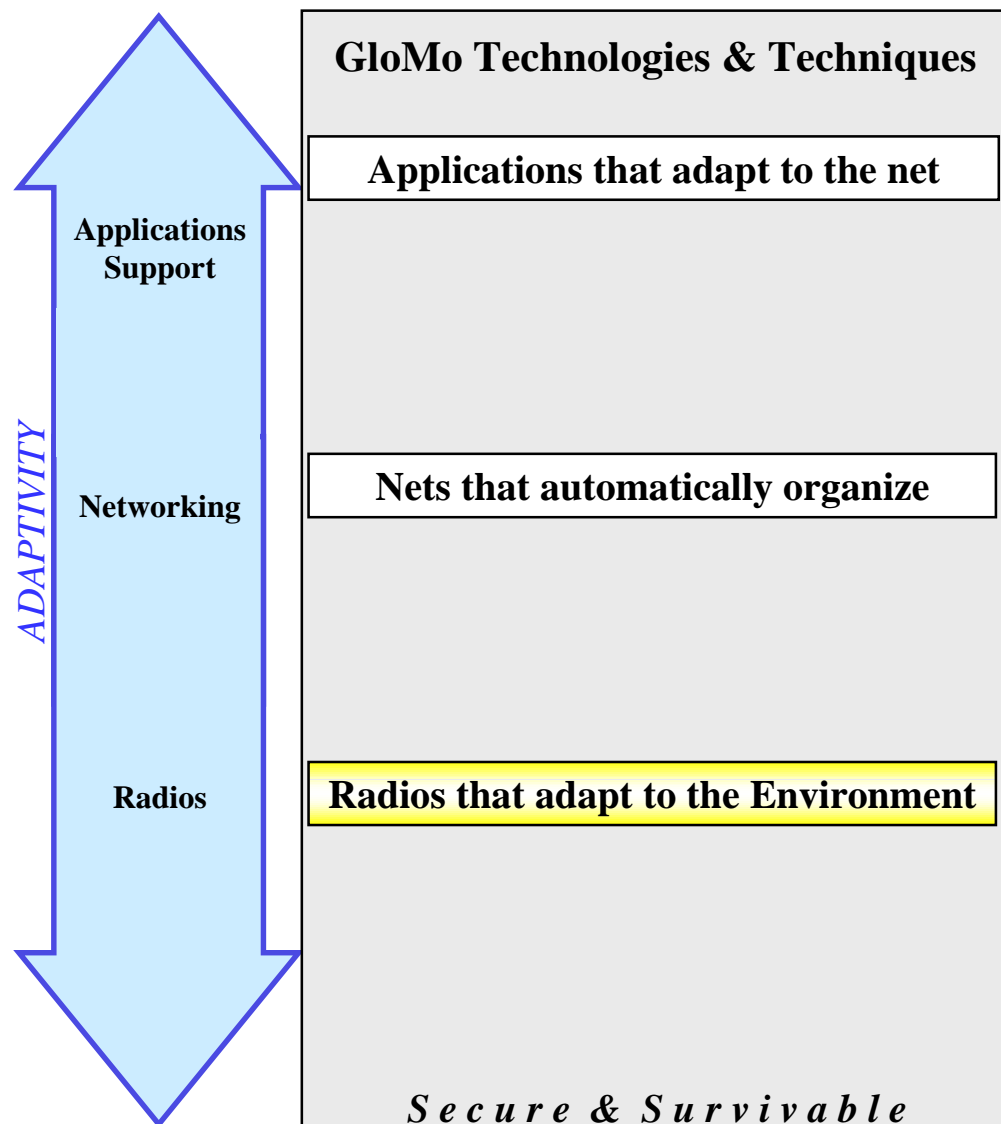 GloMo Technologies & Techniques
Applications that adapt to the net
Applications
Support
ADAPTIVITY
Networking
Nets that automatically organize
Radios
Radios that adapt to the Environment
Secure & Survivable